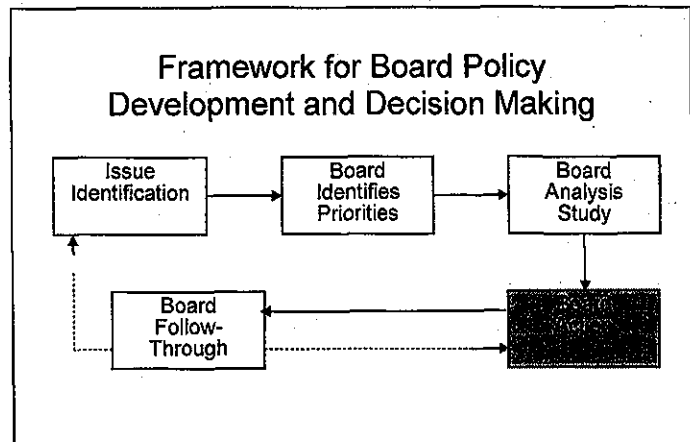 Framework for Board Policy
Development and Decision Making
Issue
Identification
Board
Identifies
Priorities
Board
Analysis
Study
Board
Follow-
Through